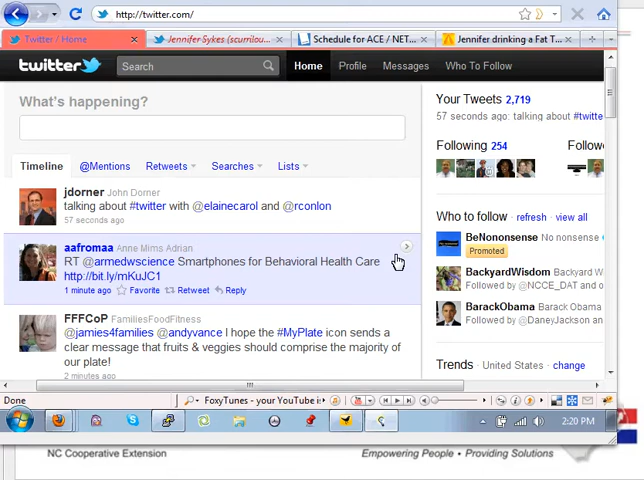 http://twitter.com/
Twitter / Home
Jennifer Sykes (scurrilou...
Schedule for ACE / NET...
Jennifer drinking a Fat T...
twitter
Search
Home
Profile
Messages
Who To Follow
What's happening?
Your Tweets 2,719
57 seconds ago: talking about #twitte
Following 254
Followe
Timeline
@Mentions
Retweets
Searches
Lists
jdorner John Dorner
talking about #twitter with @elainecarol and @rconlon
57 seconds ago
Who to follow · refresh · view all
BeNononsense No nonsense
Promoted
aafromaa Anne Mims Adrian
RT @armedwscience Smartphones for Behavioral Health Care
http://bit.ly/mKuJC1
1 minute ago Favorite Retweet Reply
BackyardWisdom Backyard W
Followed by @NCCE_DAT and o
BarackObama Barack Obama
Followed by @DaneyJackson an
FFFCoP FamiliesFoodFitness
@jamies4families @andyvance I hope the #MyPlate icon sends a
clear message that fruits & veggies should comprise the majority of
our plate!
2 minutes ago
Trends · United States · change
Done
FoxyTunes - your YouTube is
2:20 PM
NC Cooperative Extension
Empowering People • Providing Solutions